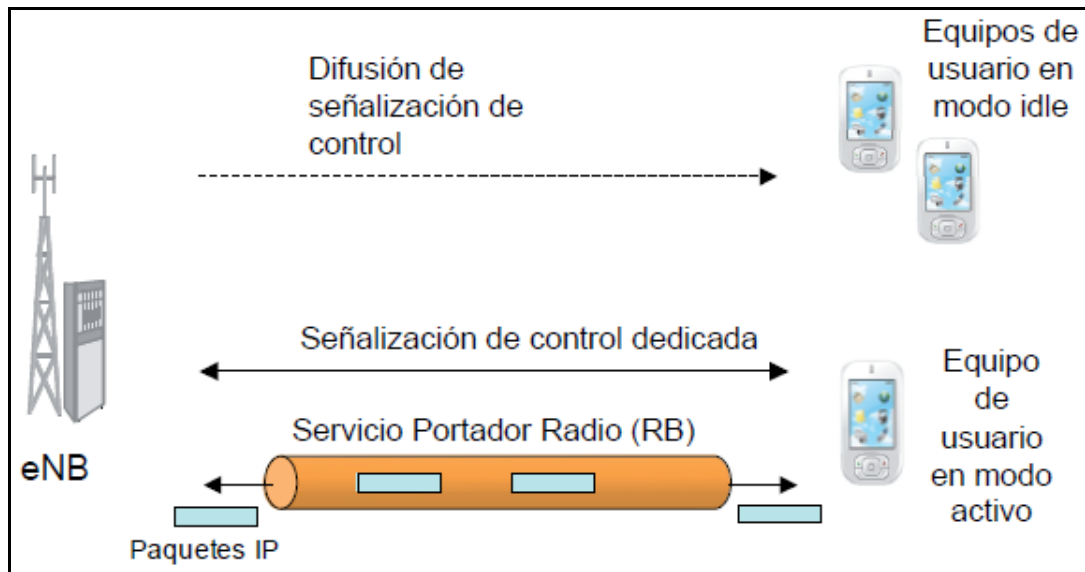 Difusión de
señalización de
control
Equipos de
usuario en
modo idle
eNB
Señalización de control dedicada
Servicio Portador Radio (RB)
Paquetes IP
Equipo
de
usuario
en modo
activo